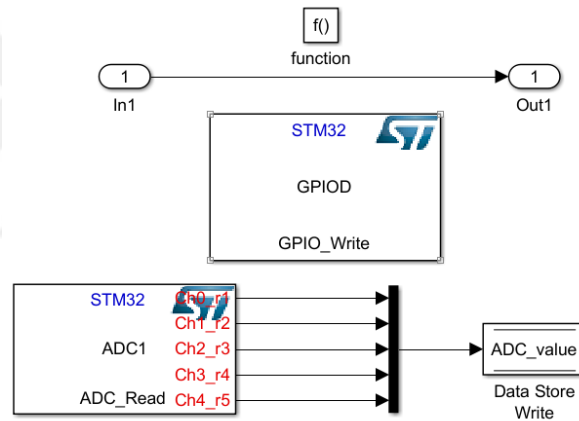 f()
function
1
In1
1
Out1
STM32
GPIOD
GPIO_Write
STM32
ADC1
ADC_Read
Ch0_r1
Ch1_r2
Ch2_r3
Ch3_r4
Ch4_r5
ADC_value
Data Store
Write